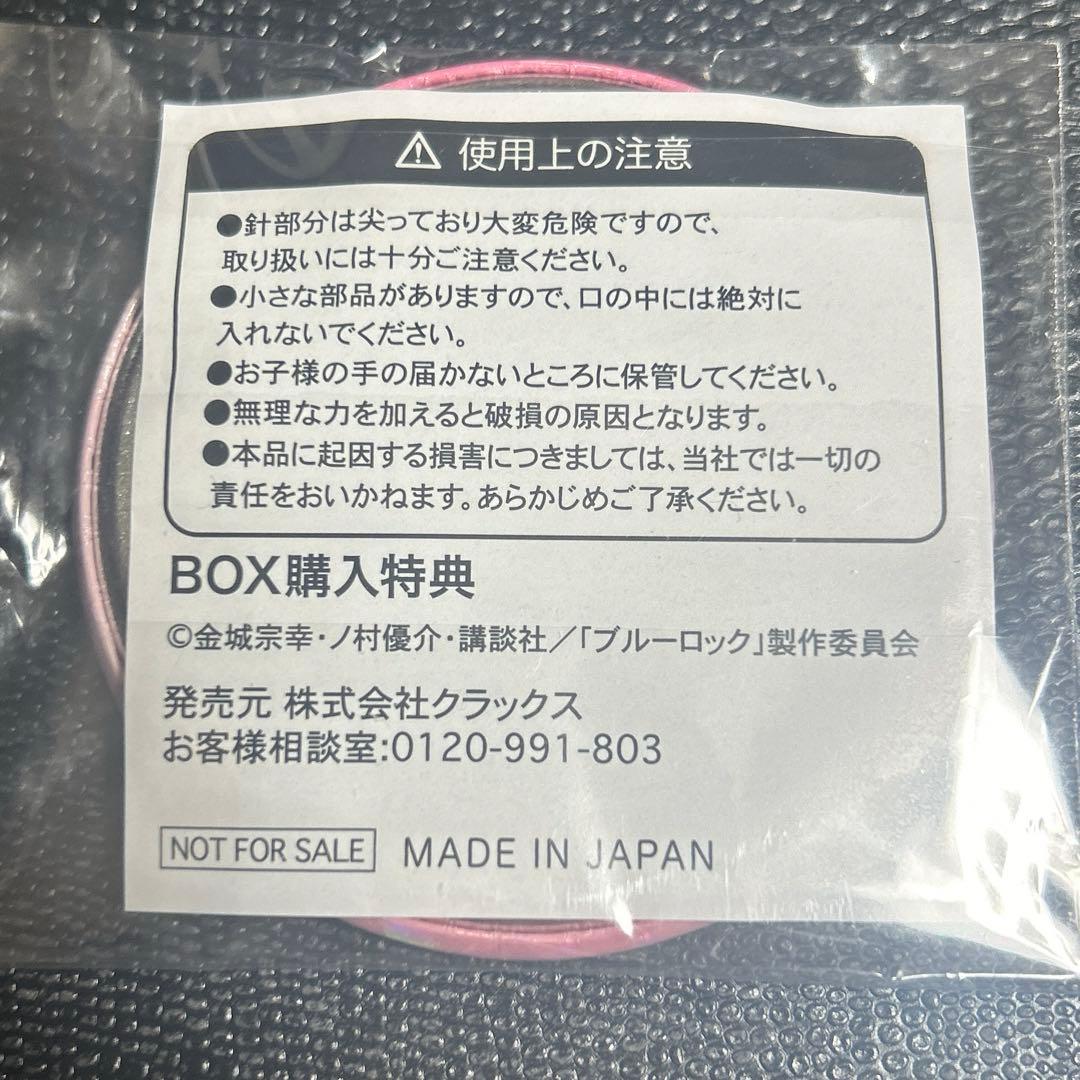 ⚠ 使用上の注意
●針部分は尖っており大変危険ですので、
取り扱いには十分ご注意ください。
●小さな部品がありますので、口の中には絶対に
入れないでください。
●お子様の手の届かないところに保管してください。
●無理な力を加えると破損の原因となります。
●本品に起因する損害につきましては、当社では一切の
責任をおいかねます。あらかじめご了承ください。
BOX購入特典
©金城宗幸・ノ村優介・講談社／「ブルーロック」製作委員会
発売元 株式会社クラックス
お客様相談室:0120-991-803
NOT FOR SALE MADE IN JAPAN